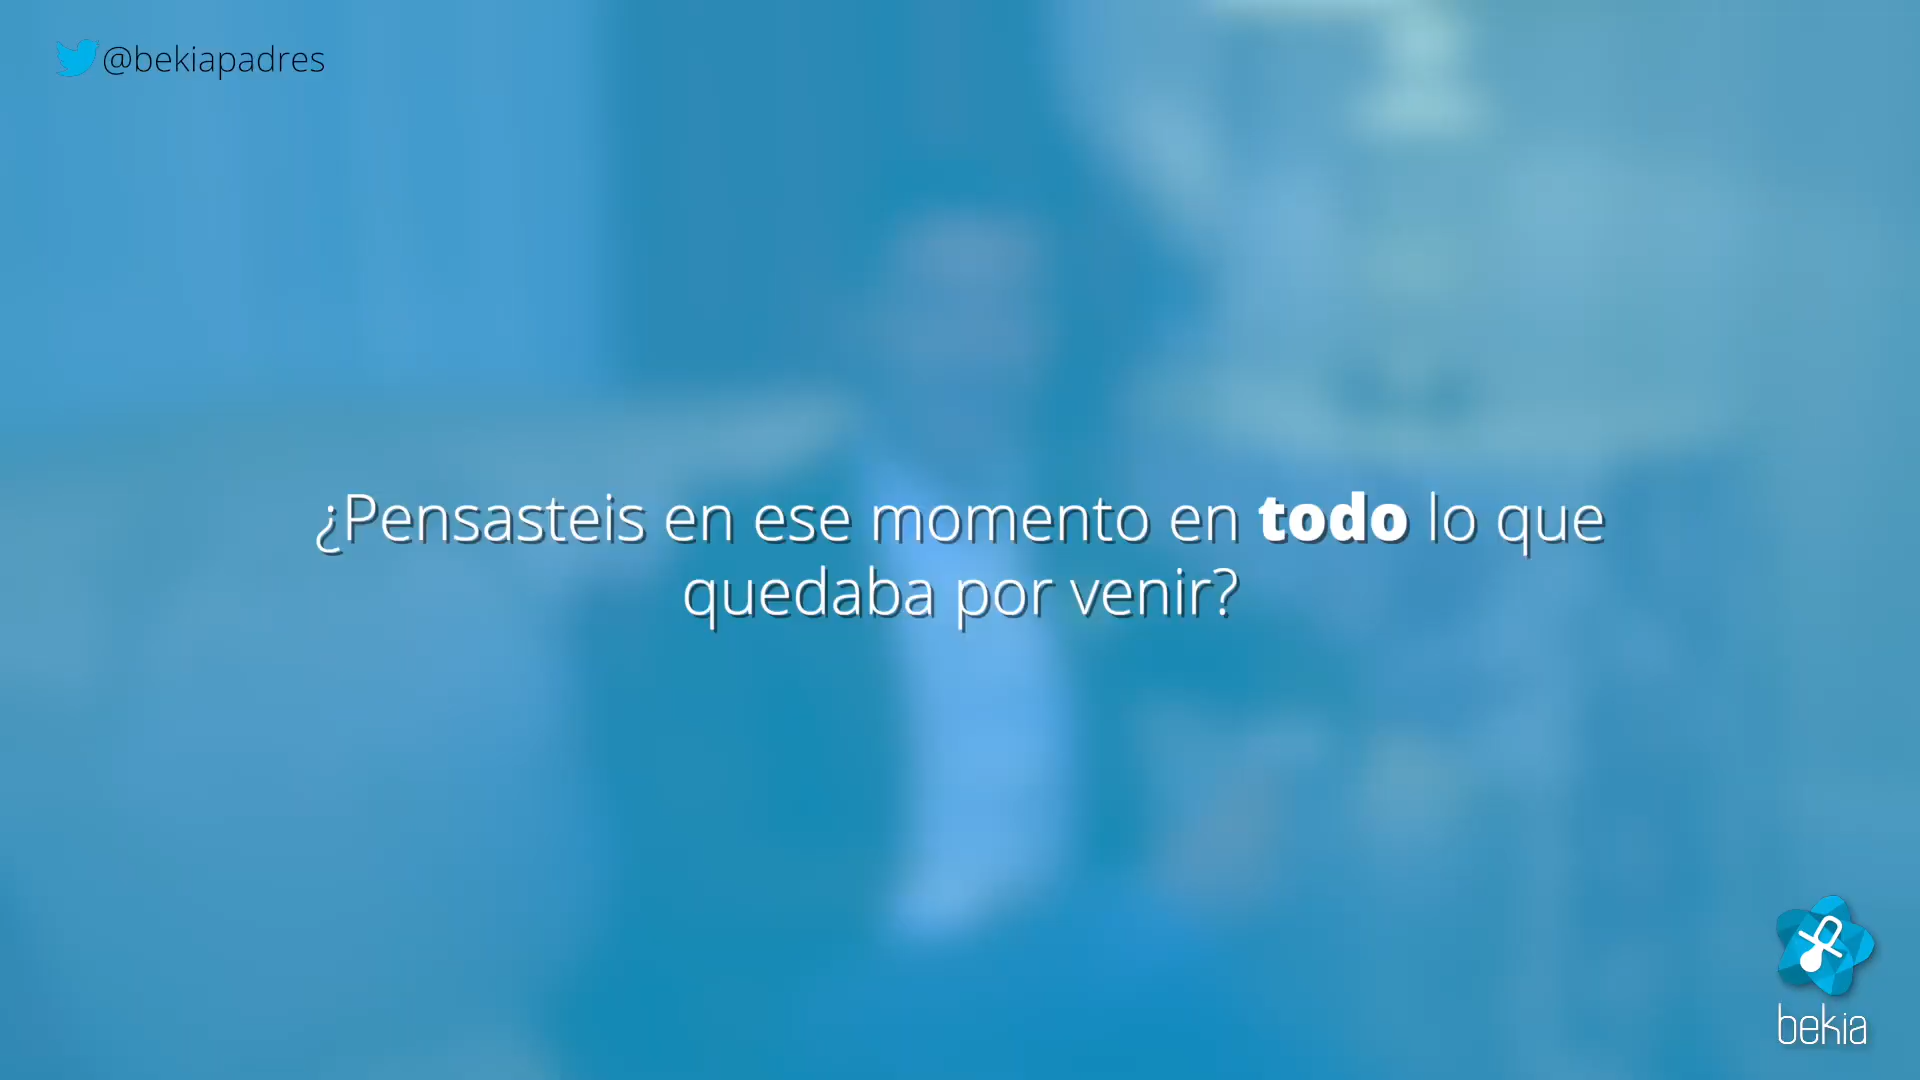 @bekiapadres
¿Pensasteis en ese momento en todo lo que
quedaba por venir?
bekia